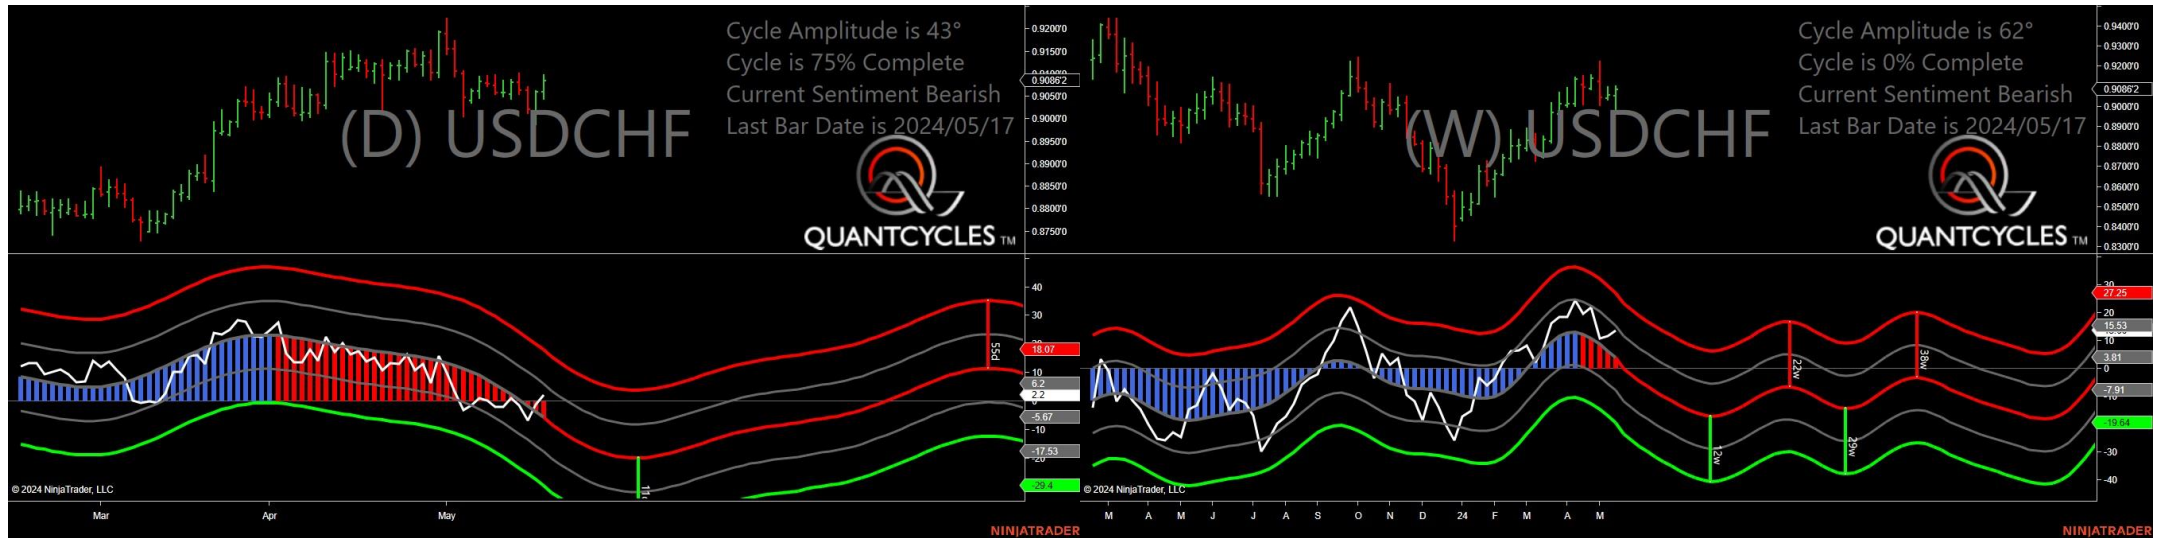 Cycle Amplitude is 43°
Cycle is 75% Complete
Current Sentiment Bearish
Last Bar Date is 2024/05/17
(D) USDCHF
QUANTCYCLES TM
0.9200'0
0.9150'0
0.9086'2
0.9050'0
0.9000'0
0.8950'0
0.8900'0
0.8850'0
0.8800'0
0.8750'0
40
30
18.07
10
6.2
2.2
-5.67
-10
-17.53
-20
-29.4
55d
© 2024 NinjaTrader, LLC
Mar Apr May
NINJATRADER
Cycle Amplitude is 62°
Cycle is 0% Complete
Current Sentiment Bearish
Last Bar Date is 2024/05/17
(W) USDCHF
QUANTCYCLES TM
0.9400'0
0.9300'0
0.9200'0
0.9086'2
0.9000'0
0.8900'0
0.8800'0
0.8700'0
0.8600'0
0.8500'0
0.8400'0
0.8300'0
30
27.25
20
15.53
10
3.81
0
-7.91
-10
-19.64
-30
-40
12w
22w
29w
38w
© 2024 NinjaTrader, LLC
M A M J J A S O N D 24 F M A M
NINJATRADER